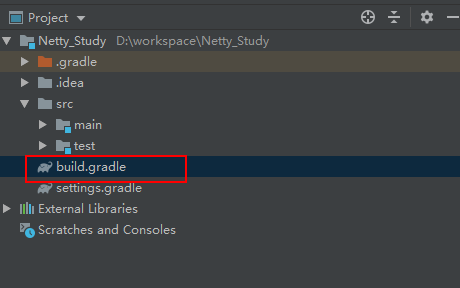 Project
Netty_Study D:\workspace\Netty_Study
.gradle
.idea
src
main
test
build.gradle
settings.gradle
External Libraries
Scratches and Consoles